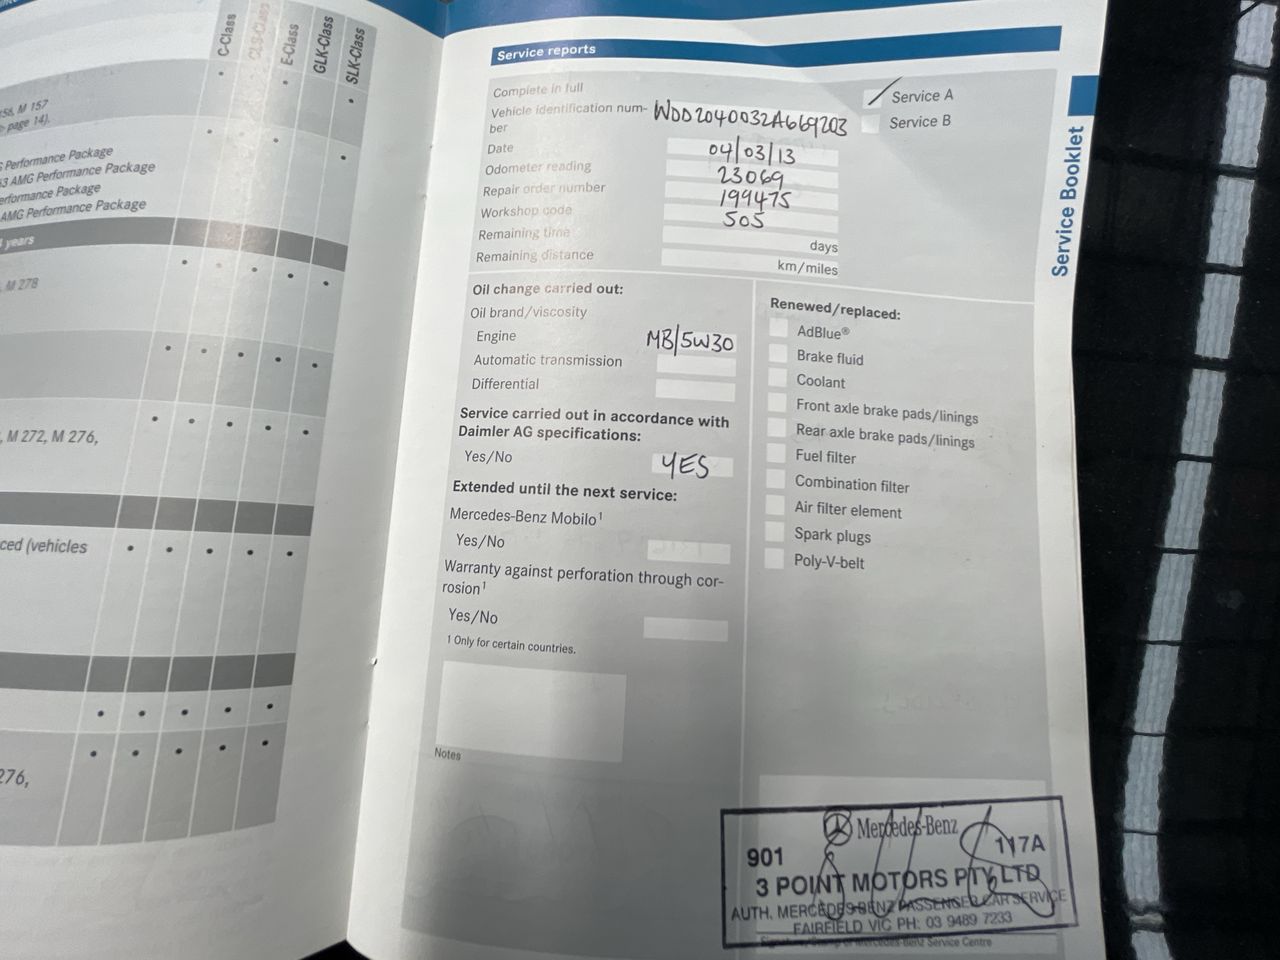 C-Class
CLS-Class
E-Class
GLK-Class
SLK-Class
156, M 157
page 14).
Performance Package
63 AMG Performance Package
erformance Package
AMG Performance Package
years
, M 278
, M 272, M 276,
ced (vehicles
276,
Service reports
Complete in full
Vehicle identification num-
ber
WDD2040032A669203
Date
04/03/13
Odometer reading
23069
Repair order number
199475
Workshop code
505
Remaining time
days
Remaining distance
km/miles
Service A
Service B
Oil change carried out:
Oil brand/viscosity
Engine
MB/5W30
Automatic transmission
Differential
Service carried out in accordance with
Daimler AG specifications:
Yes/No
YES
Extended until the next service:
Mercedes-Benz Mobilo1
Yes/No
Warranty against perforation through cor-
rosion1
Yes/No
1 Only for certain countries.
Notes
Renewed/replaced:
AdBlue®
Brake fluid
Coolant
Front axle brake pads/linings
Rear axle brake pads/linings
Fuel filter
Combination filter
Air filter element
Spark plugs
Poly-V-belt
Mercedes-Benz
901
117A
3 POINT MOTORS PTY LTD
AUTH. MERCEDES-BENZ PASSENGER CAR SERVICE
FAIRFIELD VIC PH: 03 9489 7233
Signature/Stamp of Mercedes-Benz Service Centre
Service Booklet